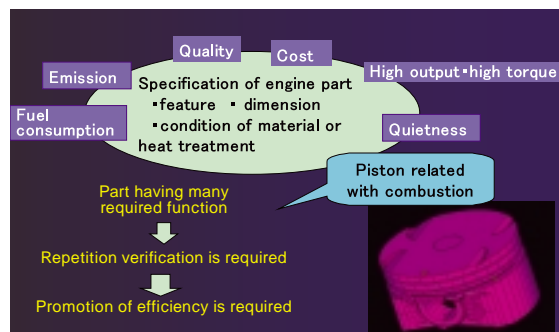 Quality
Cost
Emission
High output・high torque
Fuel
consumption
Quietness
Specification of engine part
・feature ・dimension
・condition of material or
heat treatment
Piston related
with combustion
Part having many
required function
Repetition verification is required
Promotion of efficiency is required